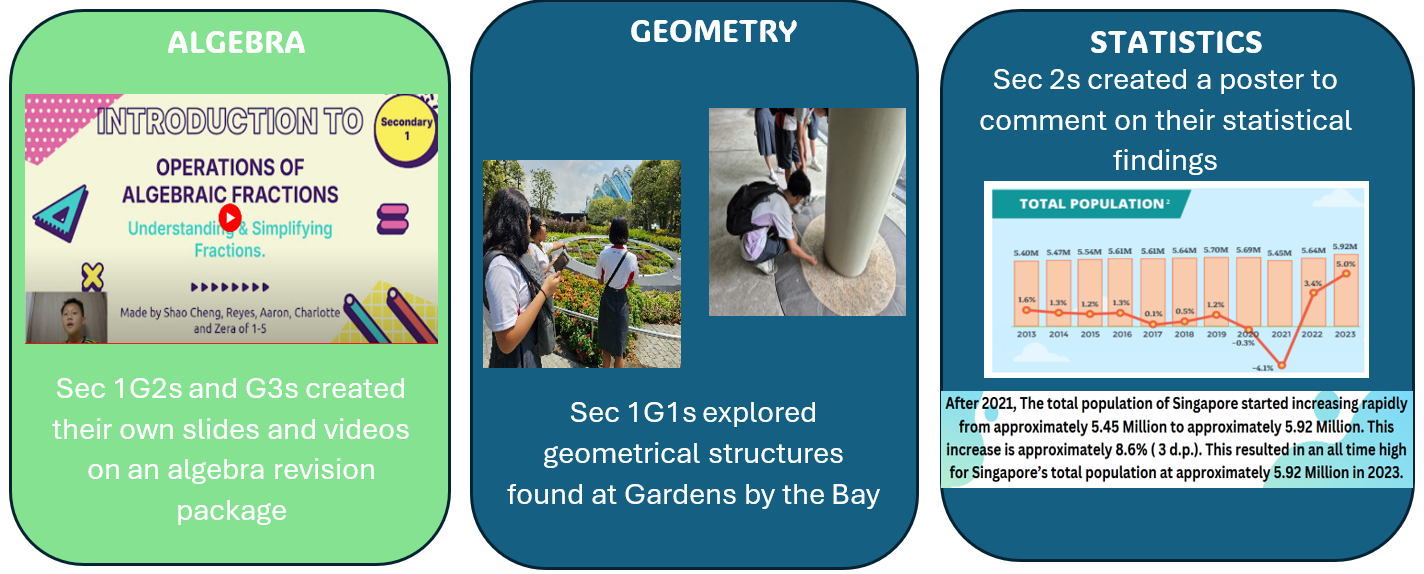 ALGEBRA
INTRODUCTION TO
Secondary
1
OPERATIONS OF
ALGEBRAIC FRACTIONS
Understanding & Simplifying
Fractions.
Made by Shao Cheng, Reyes, Aaron, Charlotte
and Zera of 1-5
Sec 1G2s and G3s created
their own slides and videos
on an algebra revision
package
GEOMETRY
Sec 1G1s explored
geometrical structures
found at Gardens by the Bay
STATISTICS
Sec 2s created a poster to
comment on their statistical
findings
TOTAL POPULATION²
5.40M 5.47M 5.54M 5.61M 5.61M 5.64M 5.70M 5.69M 5.45M 5.64M 5.92M
1.6% 1.3% 1.2% 1.3% 0.1% 0.5% 1.2% -0.3% -4.1% 3.4% 5.0%
2013 2014 2015 2016 2017 2018 2019 2020 2021 2022 2023
After 2021, The total population of Singapore started increasing rapidly
from approximately 5.45 Million to approximately 5.92 Million. This
increase is approximately 8.6% ( 3 d.p.). This resulted in an all time high
for Singapore's total population at approximately 5.92 Million in 2023.